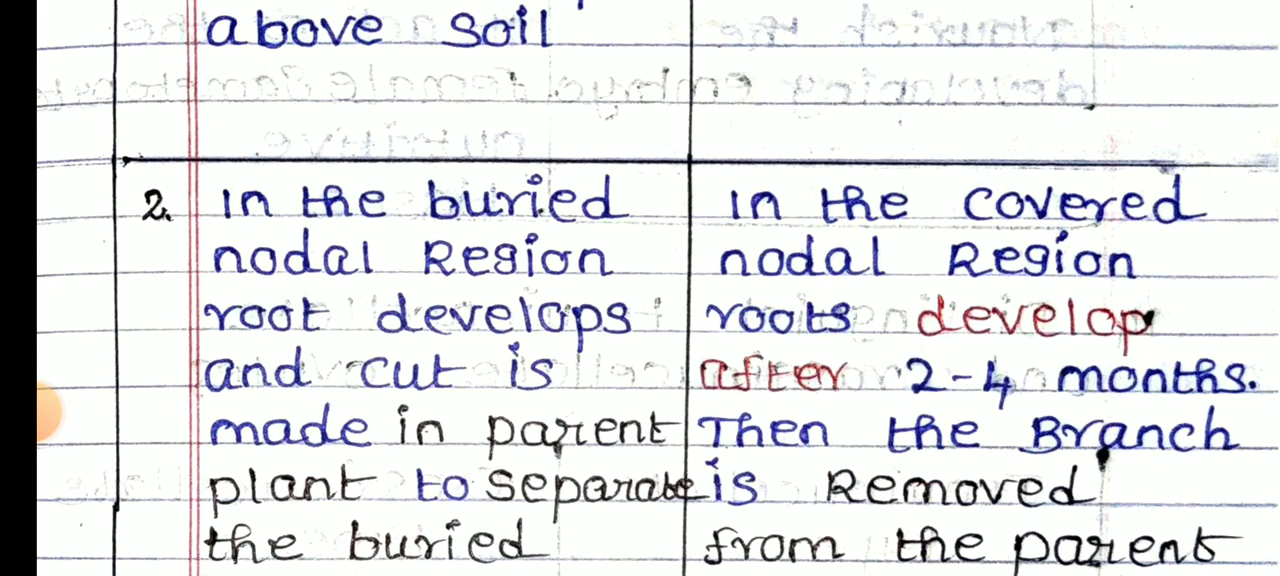 above soil
2. In the buried
nodal Region
root develops
and cut is
made in parent
plant to separate
the buried
In the covered
nodal Region
roots develop
after 2-4 months.
Then the Branch
is Removed
from the parent